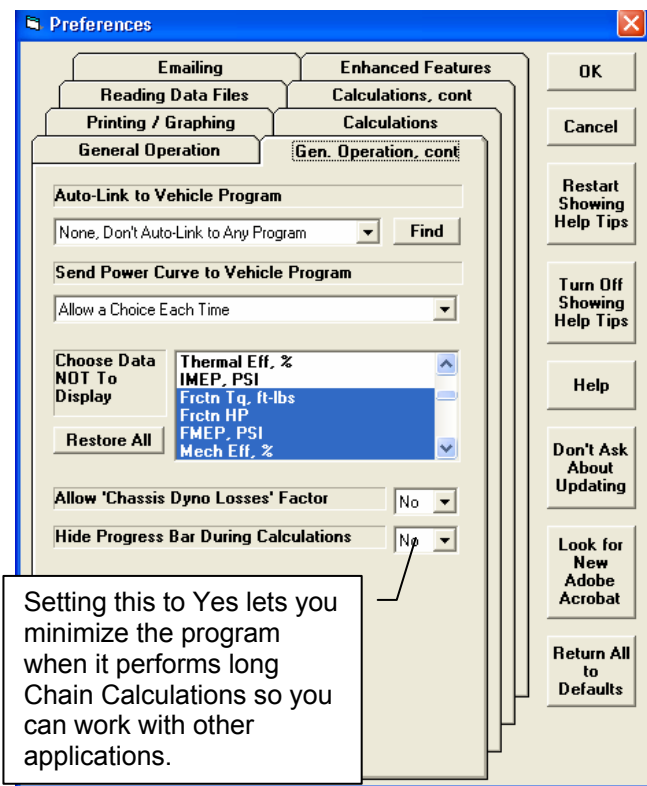 Preferences
Emailing
Enhanced Features
Reading Data Files
Calculations, cont
Printing / Graphing
Calculations
General Operation
Gen. Operation, cont
Auto-Link to Vehicle Program
None, Don't Auto-Link to Any Program
Find
Send Power Curve to Vehicle Program
Allow a Choice Each Time
Choose Data
NOT To
Display
Restore All
Thermal Eff, %
IMEP, PSI
Frctn Tq, ft-lbs
Frctn HP
FMEP, PSI
Mech Eff, %
Allow 'Chassis Dyno Losses' Factor
No
Hide Progress Bar During Calculations
No
Setting this to Yes lets you
minimize the program
when it performs long
Chain Calculations so you
can work with other
applications.
OK
Cancel
Restart
Showing
Help Tips
Turn Off
Showing
Help Tips
Help
Don't Ask
About
Updating
Look for
New
Adobe
Acrobat
Return All
to
Defaults